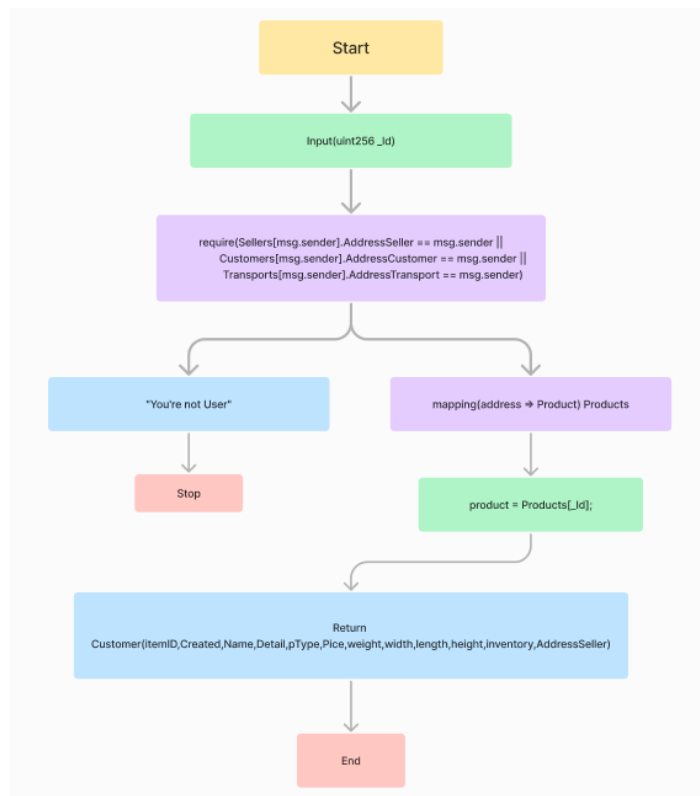 Start
Input(uint256 _Id)
require(Sellers[msg.sender].AddressSeller == msg.sender ||
Customers[msg.sender].AddressCustomer == msg.sender ||
Transports[msg.sender].AddressTransport == msg.sender)
"You're not User"
mapping(address => Product) Products
Stop
product = Products[_Id];
Return
Customer(itemID,Created,Name,Detail,pType,Pice,weight,width,length,height,inventory,AddressSeller)
End